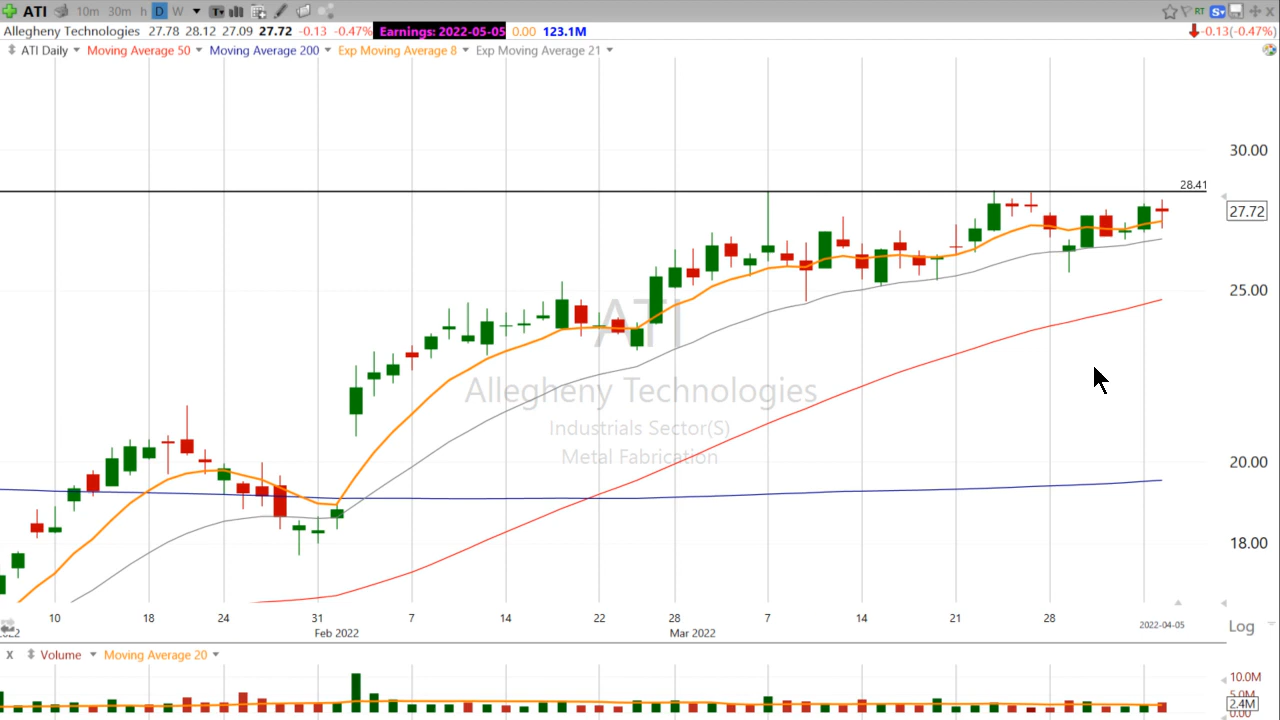 ATI 10m 30m h D W
Allegheny Technologies 27.78 28.12 27.09 27.72 -0.13 -0.47% Earnings: 2022-05-05 0.00 123.1M -0.13(-0.47%)
ATI Daily Moving Average 50 Moving Average 200 Exp Moving Average 8 Exp Moving Average 21
30.00
28.41
27.72
25.00
ATI
Allegheny Technologies
Industrials Sector(S)
Metal Fabrication
20.00
18.00
10 18 24 31 7 14 22 28 7 14 21 28 2022-04-05
Feb 2022 Mar 2022
Log
X Volume Moving Average 20
10.0M
5.0M
2.4M
0.00